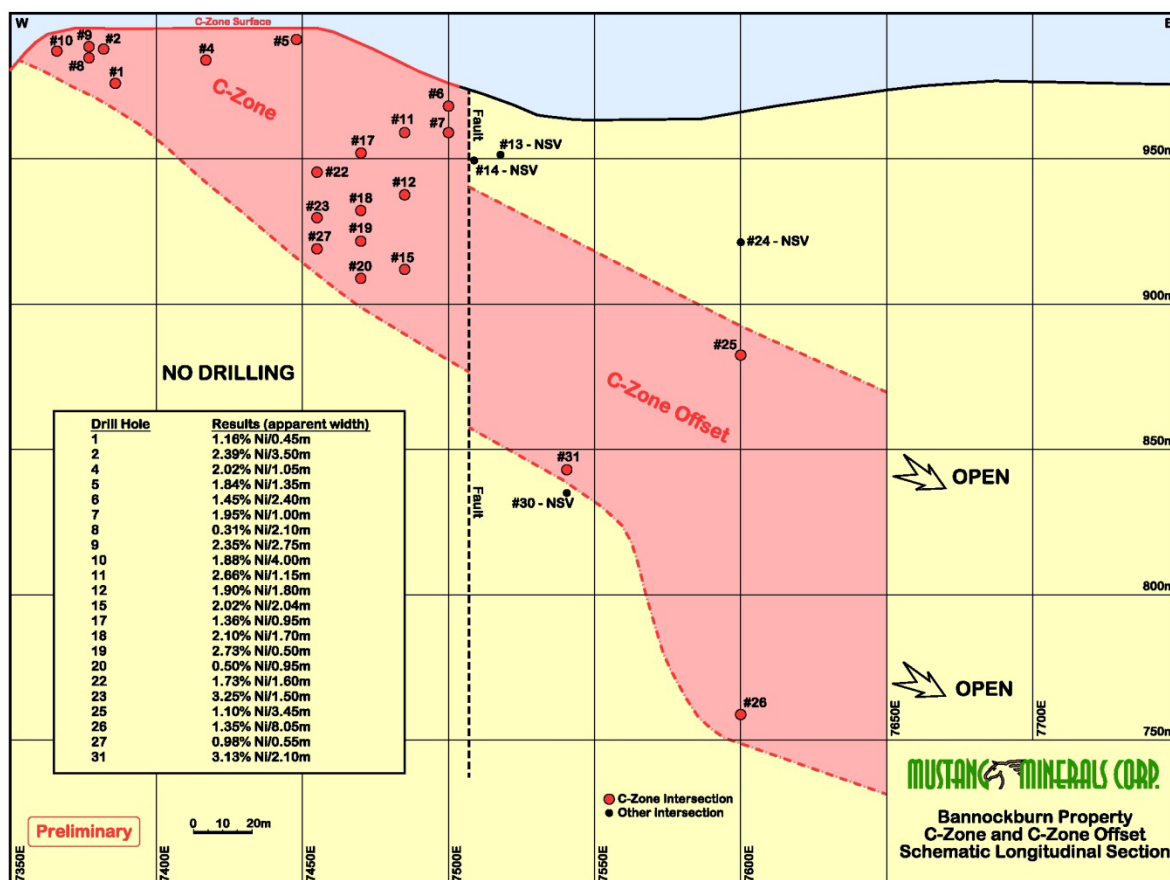 W
C-Zone Surface
E
#10
#9
#2
#8
#1
#4
#5
C-Zone
#6
#7
#11
Fault
#13 - NSV
#14 - NSV
950m
#17
#22
#12
#18
#23
#19
#27
#15
#20
#24 - NSV
900m
#25
NO DRILLING
C-Zone Offset
850m
#31
#30 - NSV
Fault
OPEN
800m
OPEN
#26
7650E
7700E
750m
Drill Hole Results (apparent width)
1 1.16% Ni/0.45m
2 2.39% Ni/3.50m
4 2.02% Ni/1.05m
5 1.84% Ni/1.35m
6 1.45% Ni/2.40m
7 1.95% Ni/1.00m
8 0.31% Ni/2.10m
9 2.35% Ni/2.75m
10 1.88% Ni/4.00m
11 2.66% Ni/1.15m
12 1.90% Ni/1.80m
15 2.02% Ni/2.04m
17 1.36% Ni/0.95m
18 2.10% Ni/1.70m
19 2.73% Ni/0.50m
20 0.50% Ni/0.95m
22 1.73% Ni/1.60m
23 3.25% Ni/1.50m
25 1.10% Ni/3.45m
26 1.35% Ni/8.05m
27 0.98% Ni/0.55m
31 3.13% Ni/2.10m
MUSTANG MINERALS CORP.
Preliminary
0 10 20m
C-Zone Intersection
Other Intersection
Bannockburn Property
C-Zone and C-Zone Offset
Schematic Longitudinal Section
7350E
7400E
7450E
7500E
7550E
7600E